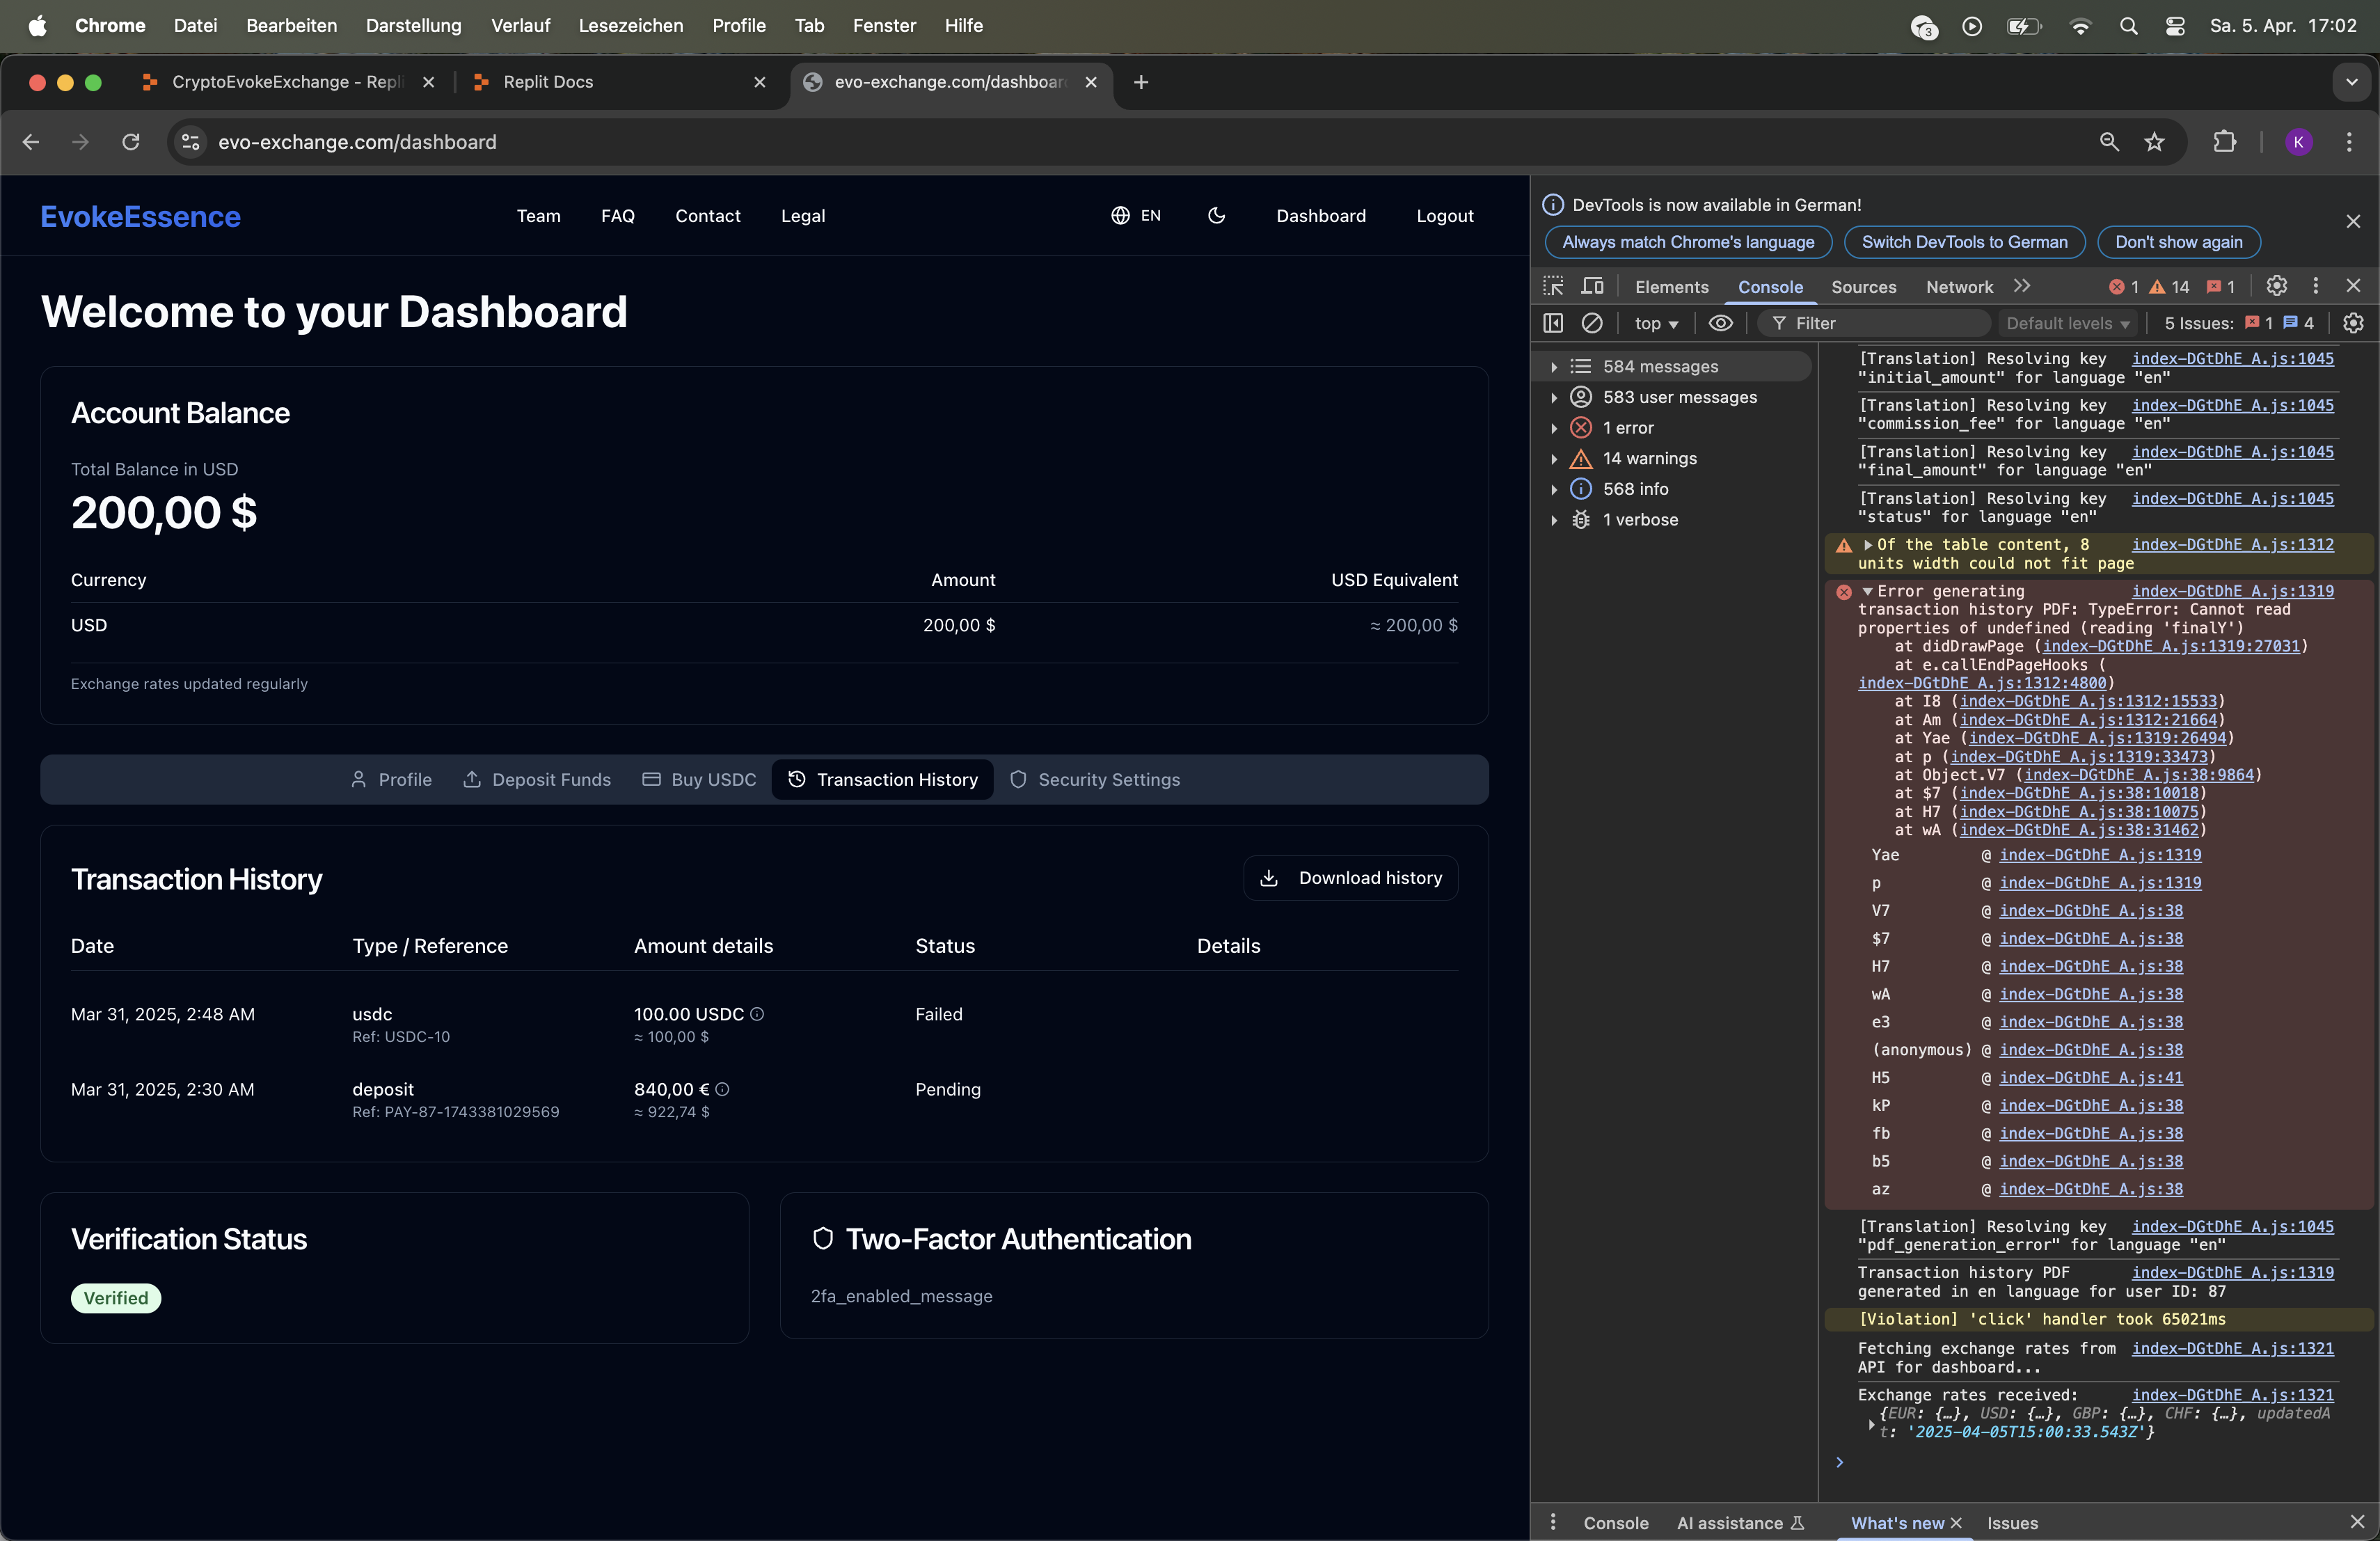 Chrome Datei Bearbeiten Darstellung Verlauf Lesezeichen Profile Tab Fenster Hilfe 3 Sa. 5. Apr. 17:02
CryptoEvokeExchange - Repli
Replit Docs
evo-exchange.com/dashboar
evo-exchange.com/dashboard
K
EvokeEssence
Team FAQ Contact Legal
EN Dashboard Logout
Welcome to your Dashboard
Account Balance
Total Balance in USD
200,00 $
Currency Amount USD Equivalent
USD 200,00 $ ≈ 200,00 $
Exchange rates updated regularly
Profile Deposit Funds Buy USDC Transaction History Security Settings
Transaction History
Download history
Date Type / Reference Amount details Status Details
Mar 31, 2025, 2:48 AM usdc 100.00 USDC Failed
Ref: USDC-10 ≈ 100,00 $
Mar 31, 2025, 2:30 AM deposit 840,00 € Pending
Ref: PAY-87-1743381029569 ≈ 922,74 $
Verification Status
Verified
Two-Factor Authentication
2fa_enabled_message
DevTools is now available in German!
Always match Chrome's language Switch DevTools to German Don't show again
Elements Console Sources Network 1 14 1
top Filter Default levels 5 Issues: 1 4
584 messages
583 user messages
1 error
14 warnings
568 info
1 verbose
[Translation] Resolving key index-DGtDhE_A.js:1045
"initial_amount" for language "en"
[Translation] Resolving key index-DGtDhE_A.js:1045
"commission_fee" for language "en"
[Translation] Resolving key index-DGtDhE_A.js:1045
"final_amount" for language "en"
[Translation] Resolving key index-DGtDhE_A.js:1045
"status" for language "en"
Of the table content, 8 index-DGtDhE_A.js:1312
units width could not fit page
Error generating index-DGtDhE_A.js:1319
transaction history PDF: TypeError: Cannot read
properties of undefined (reading 'finalY')
at didDrawPage (index-DGtDhE_A.js:1319:27031)
at e.callEndPageHooks (
index-DGtDhE_A.js:1312:4800)
at I8 (index-DGtDhE_A.js:1312:15533)
at Am (index-DGtDhE_A.js:1312:21664)
at Yae (index-DGtDhE_A.js:1319:26494)
at p (index-DGtDhE_A.js:1319:33473)
at Object.V7 (index-DGtDhE_A.js:38:9864)
at $7 (index-DGtDhE_A.js:38:10018)
at H7 (index-DGtDhE_A.js:38:10075)
at wA (index-DGtDhE_A.js:38:31462)
Yae @ index-DGtDhE_A.js:1319
p @ index-DGtDhE_A.js:1319
V7 @ index-DGtDhE_A.js:38
$7 @ index-DGtDhE_A.js:38
H7 @ index-DGtDhE_A.js:38
wA @ index-DGtDhE_A.js:38
e3 @ index-DGtDhE_A.js:38
(anonymous) @ index-DGtDhE_A.js:38
H5 @ index-DGtDhE_A.js:41
kP @ index-DGtDhE_A.js:38
fb @ index-DGtDhE_A.js:38
b5 @ index-DGtDhE_A.js:38
az @ index-DGtDhE_A.js:38
[Translation] Resolving key index-DGtDhE_A.js:1045
"pdf_generation_error" for language "en"
Transaction history PDF index-DGtDhE_A.js:1319
generated in en language for user ID: 87
[Violation] 'click' handler took 65021ms
Fetching exchange rates from index-DGtDhE_A.js:1321
API for dashboard...
Exchange rates received: index-DGtDhE_A.js:1321
{EUR: {…}, USD: {…}, GBP: {…}, CHF: {…}, updatedA
t: '2025-04-05T15:00:33.543Z'}
Console AI assistance What's new Issues